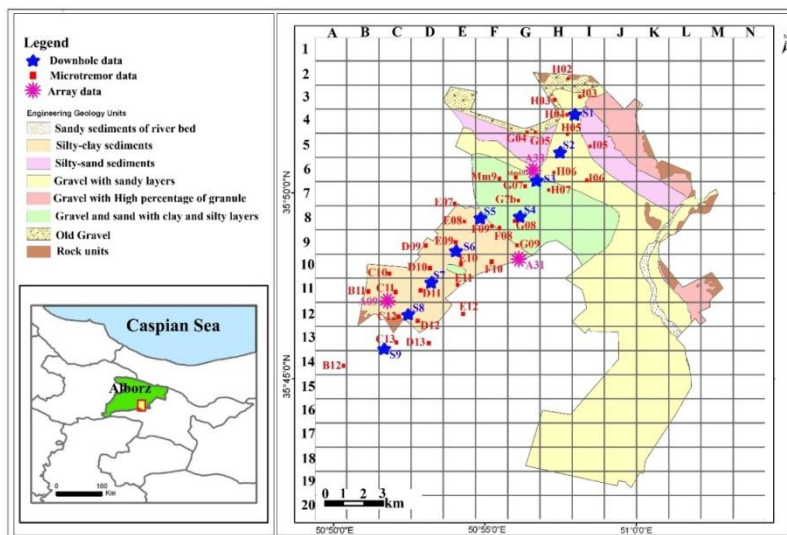 Legend
Downhole data
Microtremor data
Array data
Engineering Geology Units
Sandy sediments of river bed
Silty-clay sediments
Silty-sand sediments
Gravel with sandy layers
Gravel with High percentage of granule
Gravel and sand with clay and silty layers
Old Gravel
Rock units
Caspian Sea
Alborz
0 100
Km
A B C D E F G H I J K L M N
1
2
3
4
5
6
7
8
9
10
11
12
13
14
15
16
17
18
19
20
H02
H03 I03
H04 S1
G04 G05 H05
S2 I05
A33
Mm9 H06
G07 S3 I06
H07
E07 G7b
S5 S4
E08 F09 F08 G08
D09 E09 S6 G09
E10 F10 A31
C10 D10
E11
B11 C11 S7
A09 D11
C12 S8 D12 E12
C13 D13
S9
B12
35°50'0"N
35°45'0"N
0 1 2 3
km
50°50'0"E 50°55'0"E 51°0'0"E